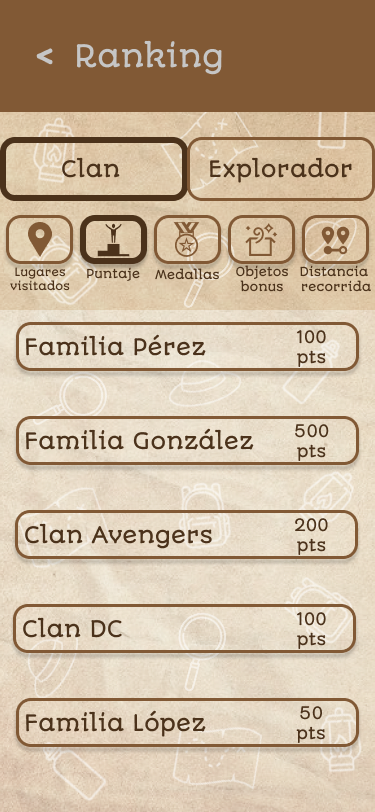 < Ranking
Clan Explorador
Lugares visitados
Puntaje
Medallas
Objetos bonus
Distancia recorrida
Familia Pérez 100 pts
Familia González 500 pts
Clan Avengers 200 pts
Clan DC 100 pts
Familia López 50 pts